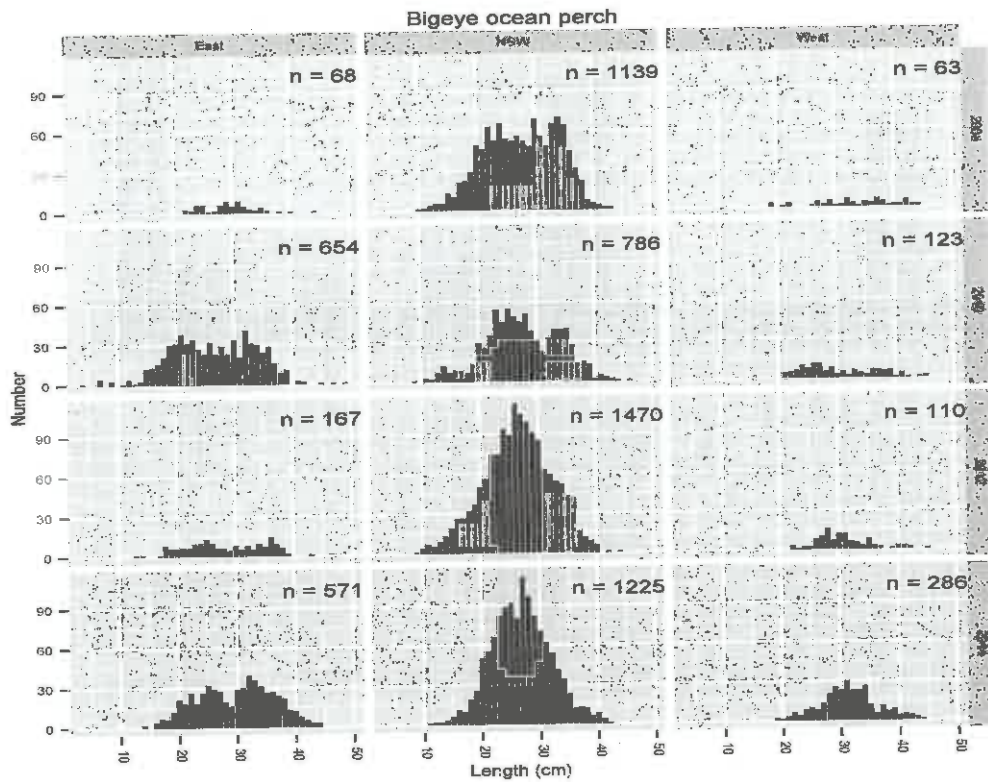 Bigeye ocean perch
East NSW West
n = 68 n = 1139 n = 63
90
60
0
n = 654 n = 786 n = 123
90
60
30
0
n = 167 n = 1470 n = 110
90
60
30
0
n = 571 n = 1225 n = 286
90
60
30
0
Number
10 20 30 40 50 10 20 30 40 50 10 20 30 40 50
Length (cm)